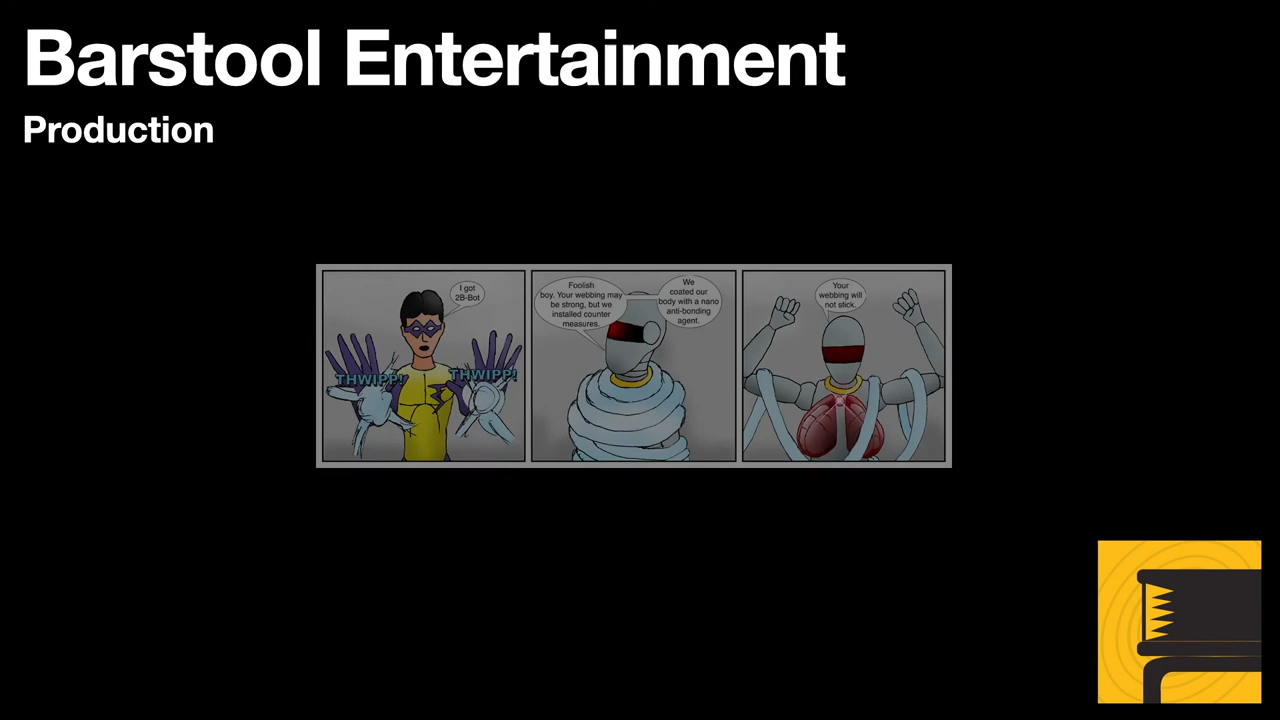 Barstool Entertainment
Production
I got
2B-Bot
THWIPP!
THWIPP!
Foolish
boy. Your webbing may
be strong, but we
installed counter
measures.
We
coated our
body with a nano
anti-bonding
agent.
Your
webbing will
not stick.